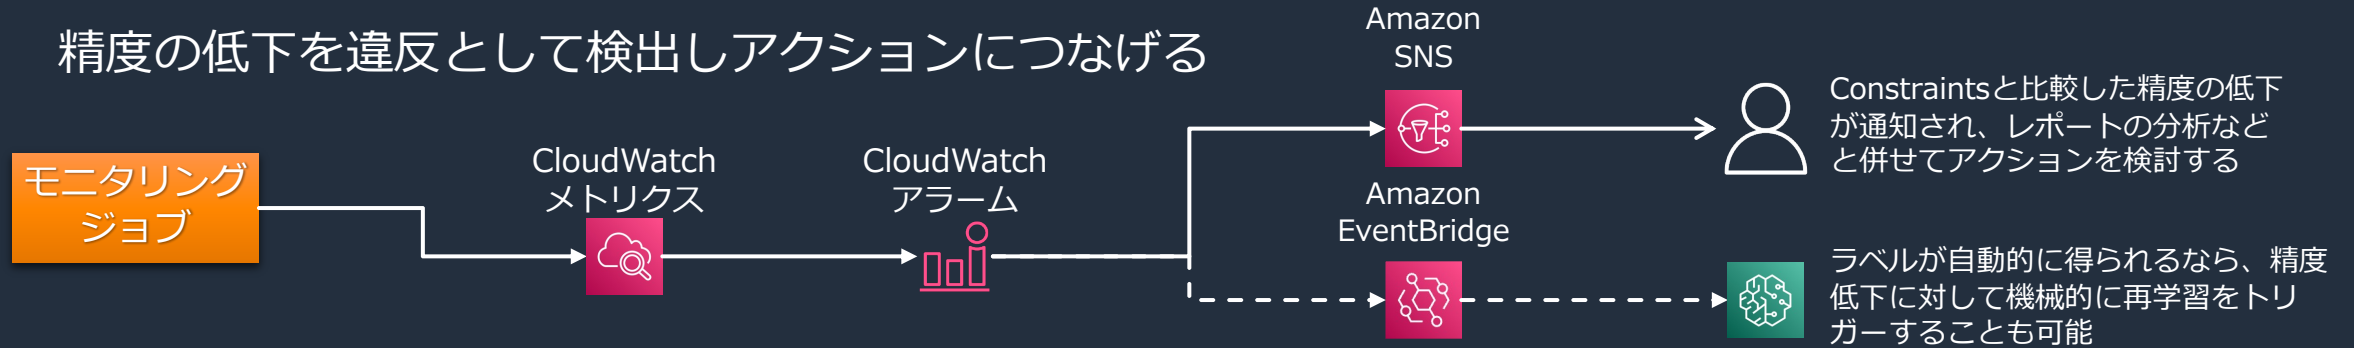 精度の低下を違反として検出しアクションにつなげる
モニタリング
ジョブ
CloudWatch
メトリクス
CloudWatch
アラーム
Amazon
SNS
Constraintsと比較した精度の低下
が通知され、レポートの分析など
と併せてアクションを検討する
Amazon
EventBridge
ラベルが自動的に得られるなら、精度
低下に対して機械的に再学習をトリ
ガーすることも可能